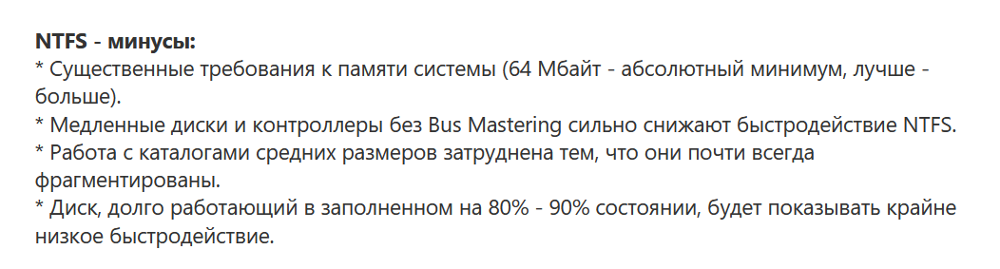 NTFS - минусы:
* Существенные требования к памяти системы (64 Мбайт - абсолютный минимум, лучше -
больше).
* Медленные диски и контроллеры без Bus Mastering сильно снижают быстродействие NTFS.
* Работа с каталогами средних размеров затруднена тем, что они почти всегда
фрагментированы.
* Диск, долго работающий в заполненном на 80% - 90% состоянии, будет показывать крайне
низкое быстродействие.